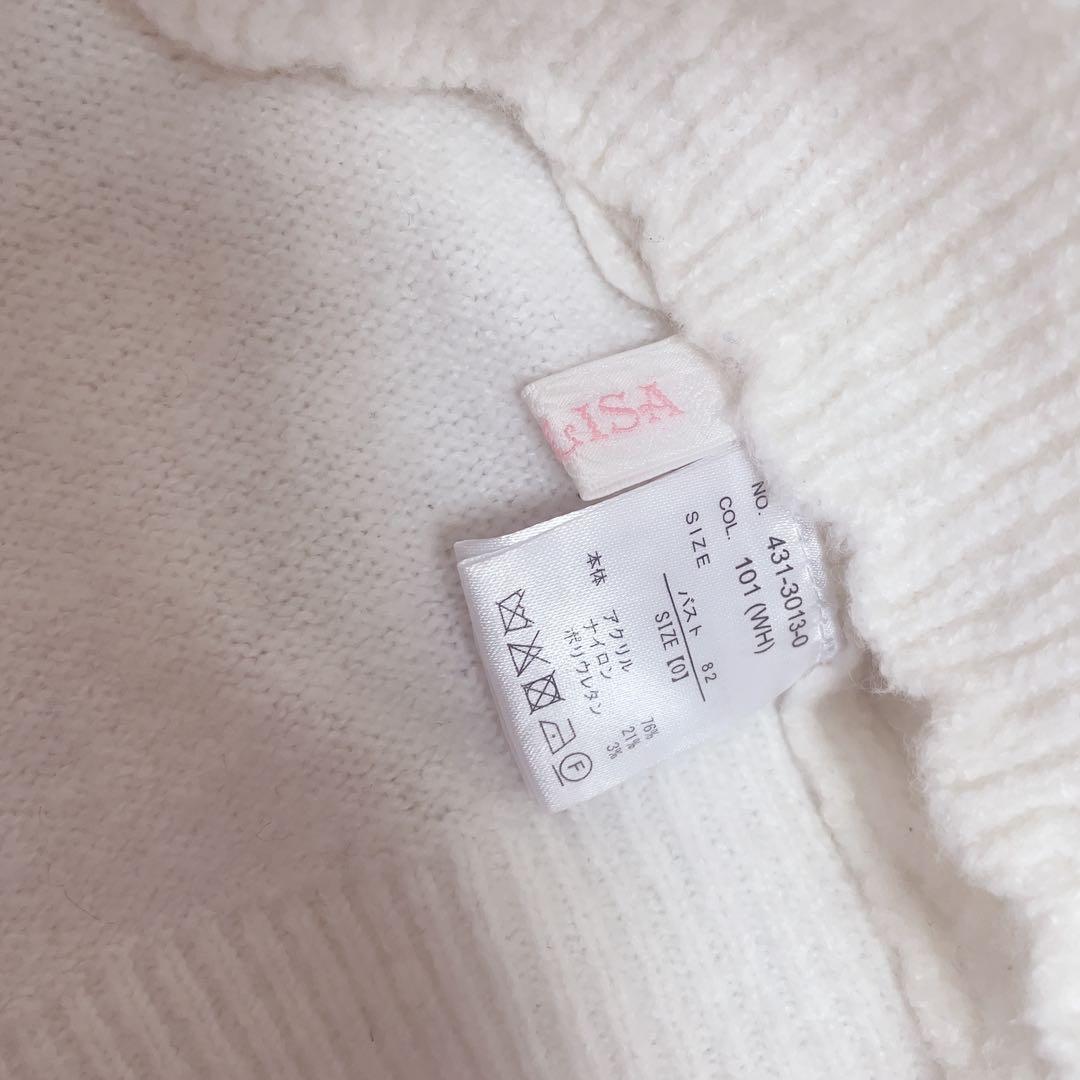 LISA
NO. 431-3013-0
COL. 101 (WH)
SIZE バスト 82
SIZE【0】
本体 アクリル 76%
ナイロン 21%
ポリウレタン 3%
F